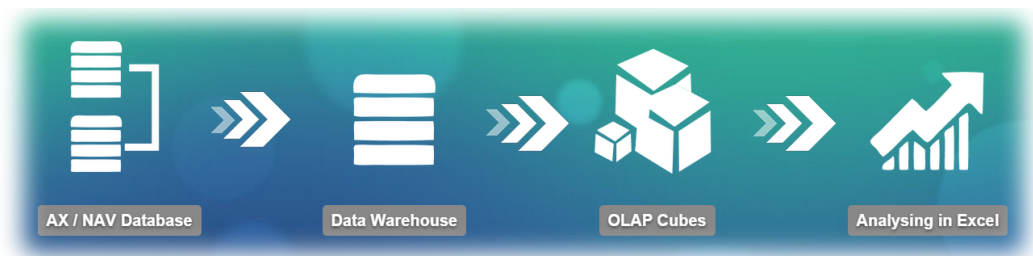 AX / NAV Database
Data Warehouse
OLAP Cubes
Analysing in Excel